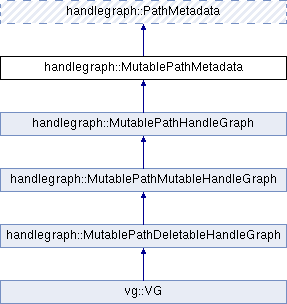 handlegraph::PathMetadata
handlegraph::MutablePathMetadata
handlegraph::MutablePathHandleGraph
handlegraph::MutablePathMutableHandleGraph
handlegraph::MutablePathDeletableHandleGraph
vg::VG